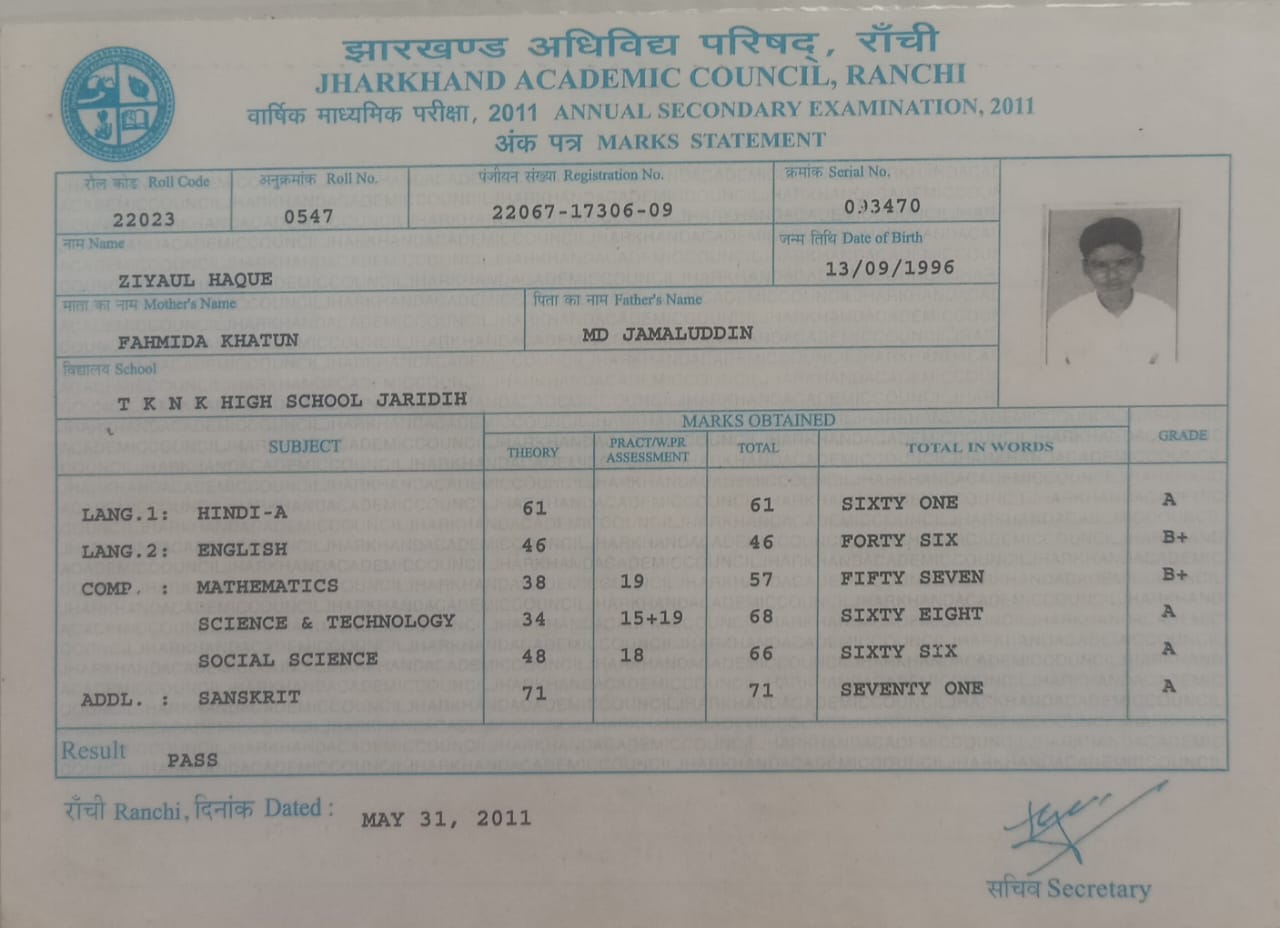 झारखण्ड अधिविद्य परिषद्, राँची
JHARKHAND ACADEMIC COUNCIL, RANCHI
वार्षिक माध्यमिक परीक्षा, 2011 ANNUAL SECONDARY EXAMINATION, 2011
अंक पत्र MARKS STATEMENT
रोल कोड Roll Code अनुक्रमांक Roll No. पंजीयन संख्या Registration No. क्रमांक Serial No.
22023 0547 22067-17306-09 093470
नाम Name जन्म तिथि Date of Birth
ZIYAUL HAQUE 13/09/1996
माता का नाम Mother's Name पिता का नाम Father's Name
FAHMIDA KHATUN MD JAMALUDDIN
विद्यालय School
T K N K HIGH SCHOOL JARIDIH
SUBJECT MARKS OBTAINED GRADE
THEORY PRACT/W.PR ASSESSMENT TOTAL TOTAL IN WORDS
LANG.1: HINDI-A 61 61 SIXTY ONE A
LANG.2: ENGLISH 46 46 FORTY SIX B+
COMP. : MATHEMATICS 38 19 57 FIFTY SEVEN B+
SCIENCE & TECHNOLOGY 34 15+19 68 SIXTY EIGHT A
SOCIAL SCIENCE 48 18 66 SIXTY SIX A
ADDL. : SANSKRIT 71 71 SEVENTY ONE A
Result PASS
राँची Ranchi, दिनांक Dated : MAY 31, 2011
सचिव Secretary